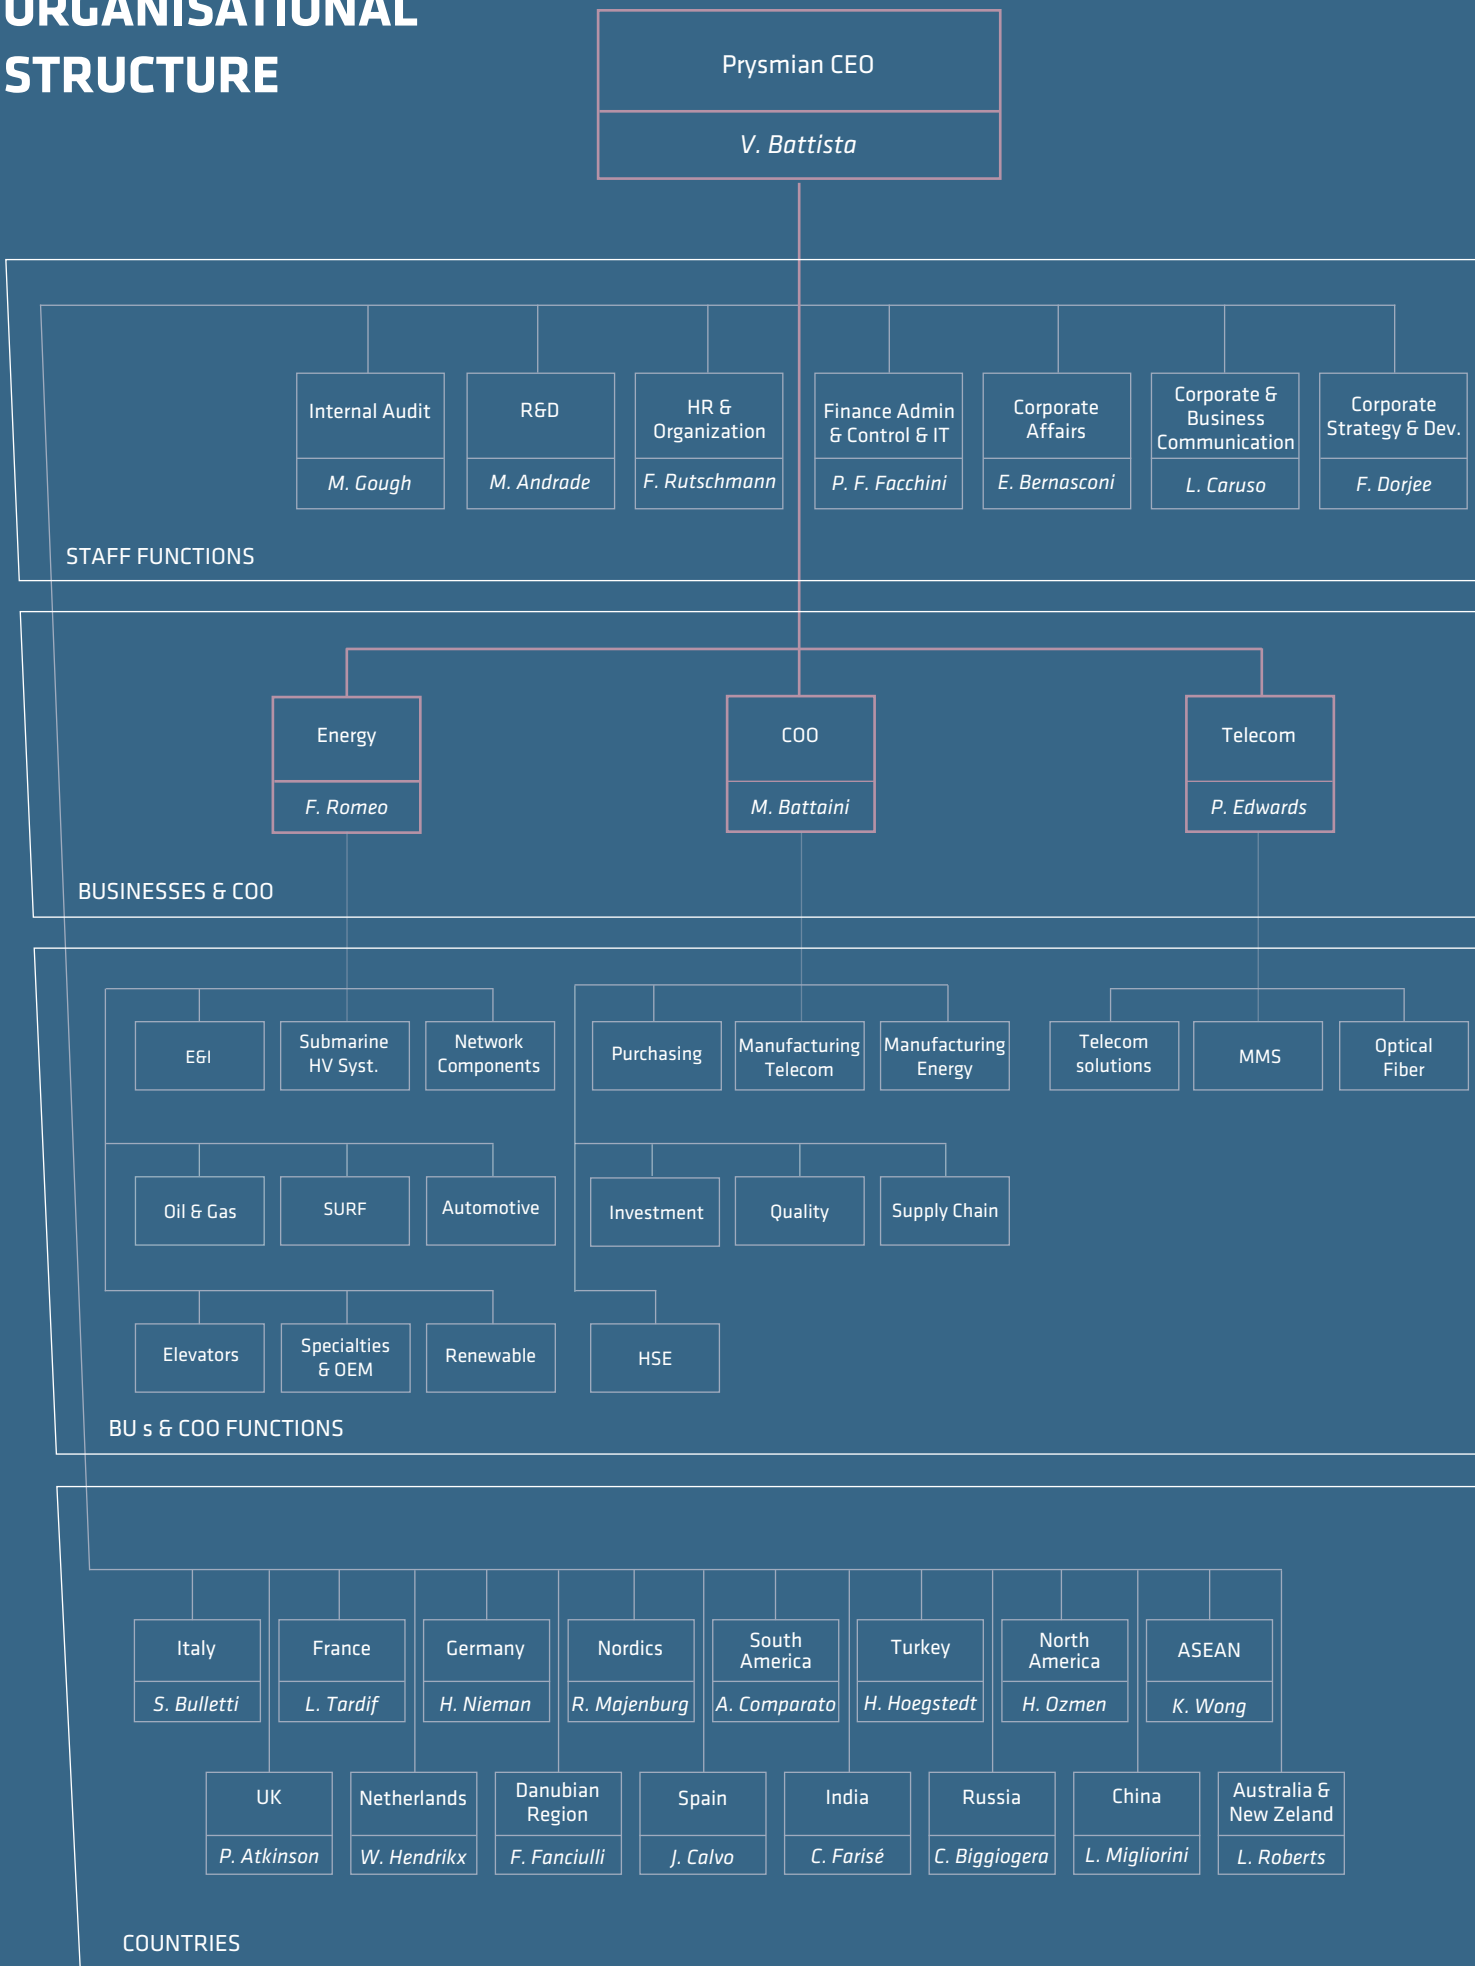 ORGANISATIONAL
STRUCTURE
Prysmian CEO
V. Battista
Internal Audit
M. Gough
R&D
M. Andrade
HR &
Organization
F. Rutschmann
Finance Admin
& Control & IT
P. F. Facchini
Corporate
Affairs
E. Bernasconi
Corporate &
Business
Communication
L. Caruso
Corporate
Strategy & Dev.
F. Dorjee
STAFF FUNCTIONS
Energy
F. Romeo
COO
M. Battaini
Telecom
P. Edwards
BUSINESSES & COO
E&I
Submarine
HV Syst.
Network
Components
Purchasing
Manufacturing
Telecom
Manufacturing
Energy
Telecom
solutions
MMS
Optical
Fiber
Oil & Gas
SURF
Automotive
Investment
Quality
Supply Chain
Elevators
Specialties
& OEM
Renewable
HSE
BU s & COO FUNCTIONS
Italy
S. Bulletti
France
L. Tardif
Germany
H. Nieman
Nordics
R. Majenburg
South
America
A. Comparato
Turkey
H. Hoegstedt
North
America
H. Ozmen
ASEAN
K. Wong
UK
P. Atkinson
Netherlands
W. Hendrikx
Danubian
Region
F. Fanciulli
Spain
J. Calvo
India
C. Farisé
Russia
C. Biggiogera
China
L. Migliorini
Australia &
New Zeland
L. Roberts
COUNTRIES